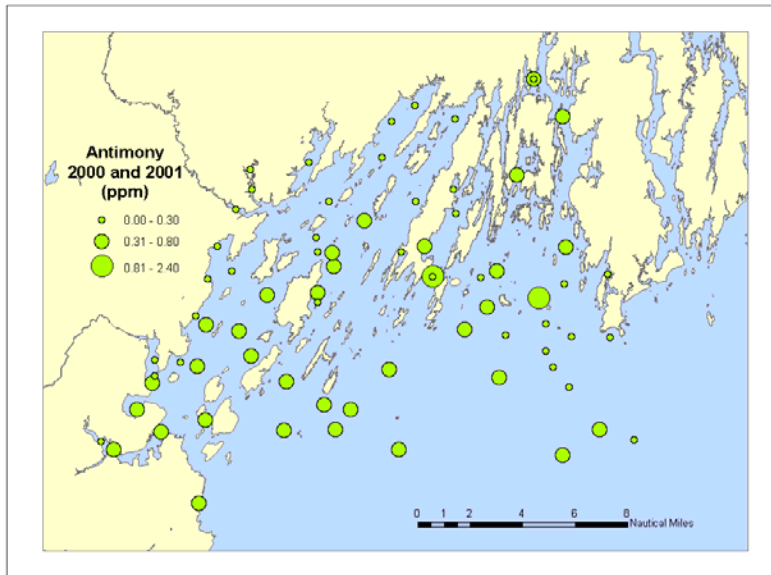 Antimony
2000 and 2001
(ppm)
0.00 - 0.30
0.31 - 0.80
0.81 - 2.40
0 1 2 4 6 8
Nautical Miles